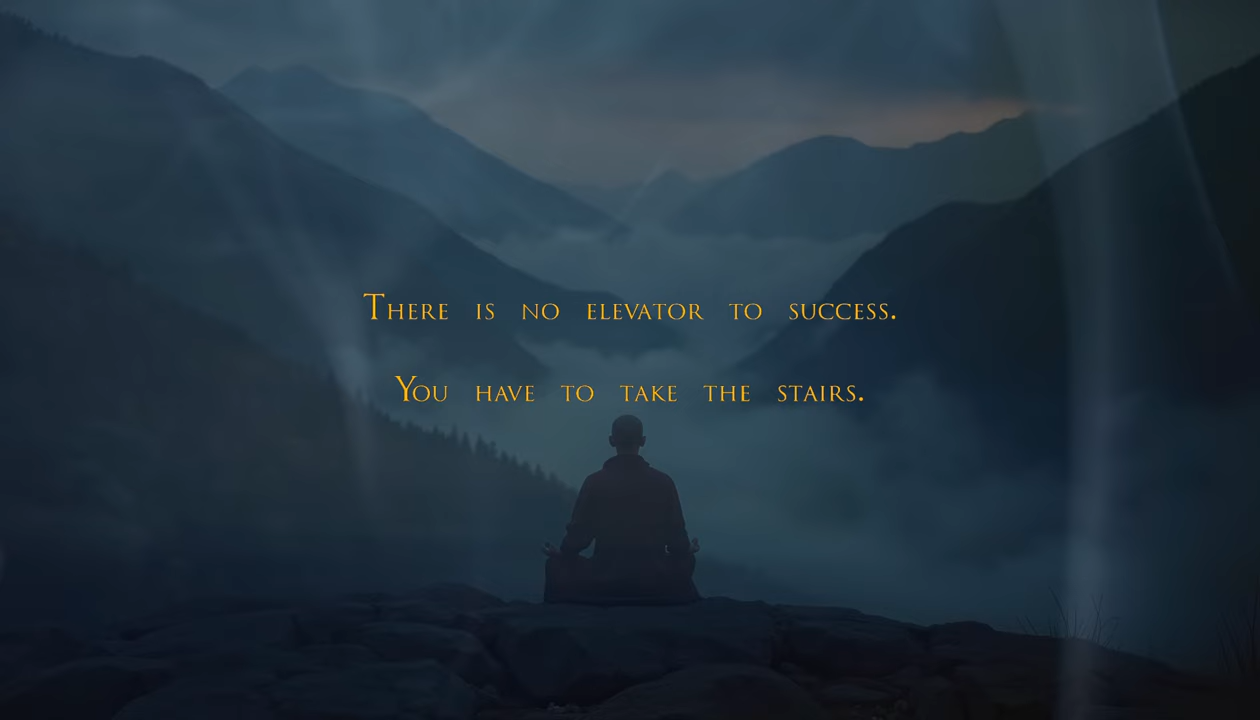 There is no elevator to success.
You have to take the stairs.